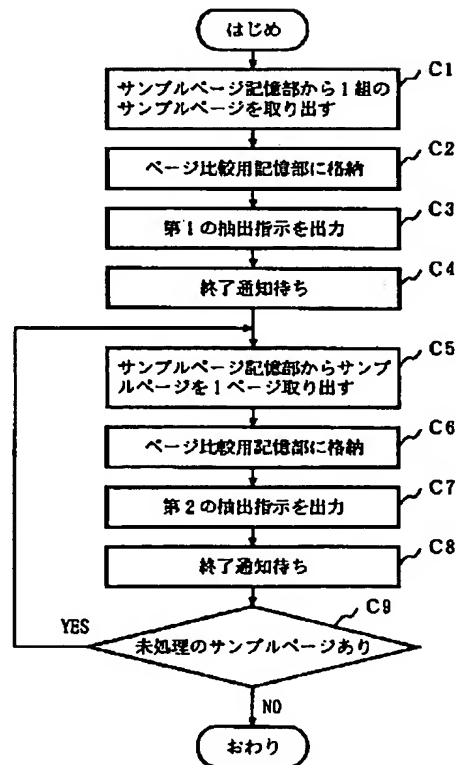 はじめ
C1
サンプルページ記憶部から1組の
サンプルページを取り出す
C2
ページ比較用記憶部に格納
C3
第1の抽出指示を出力
C4
終了通知待ち
C5
サンプルページ記憶部からサンプ
ルページを1ページ取り出す
C6
ページ比較用記憶部に格納
C7
第2の抽出指示を出力
C8
終了通知待ち
C9
YES
未処理のサンプルページあり
NO
おわり